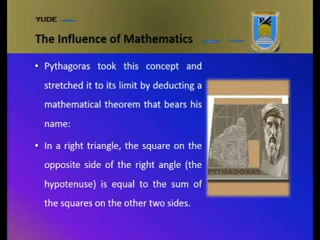 YUDE
The Influence of Mathematics
• Pythagoras took this concept and
stretched it to its limit by deducting a
mathematical theorem that bears his
name:
• In a right triangle, the square on the
opposite side of the right angle (the
hypotenuse) is equal to the sum of
the squares on the other two sides.
PYTHAGORAS